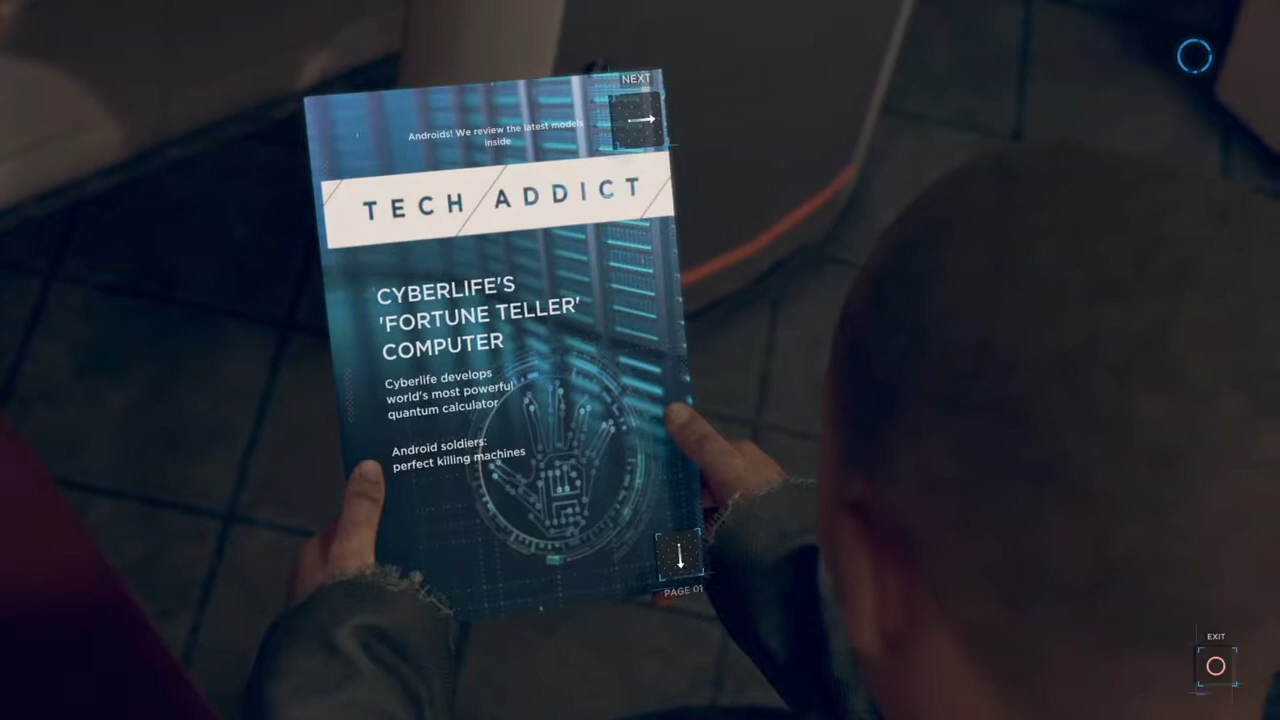 NEXT
Androids! We review the latest models
inside
TECH ADDICT
CYBERLIFE'S
'FORTUNE TELLER'
COMPUTER
Cyberlife develops
world's most powerful
quantum calculator
Android soldiers:
perfect killing machines
PAGE 01
EXIT